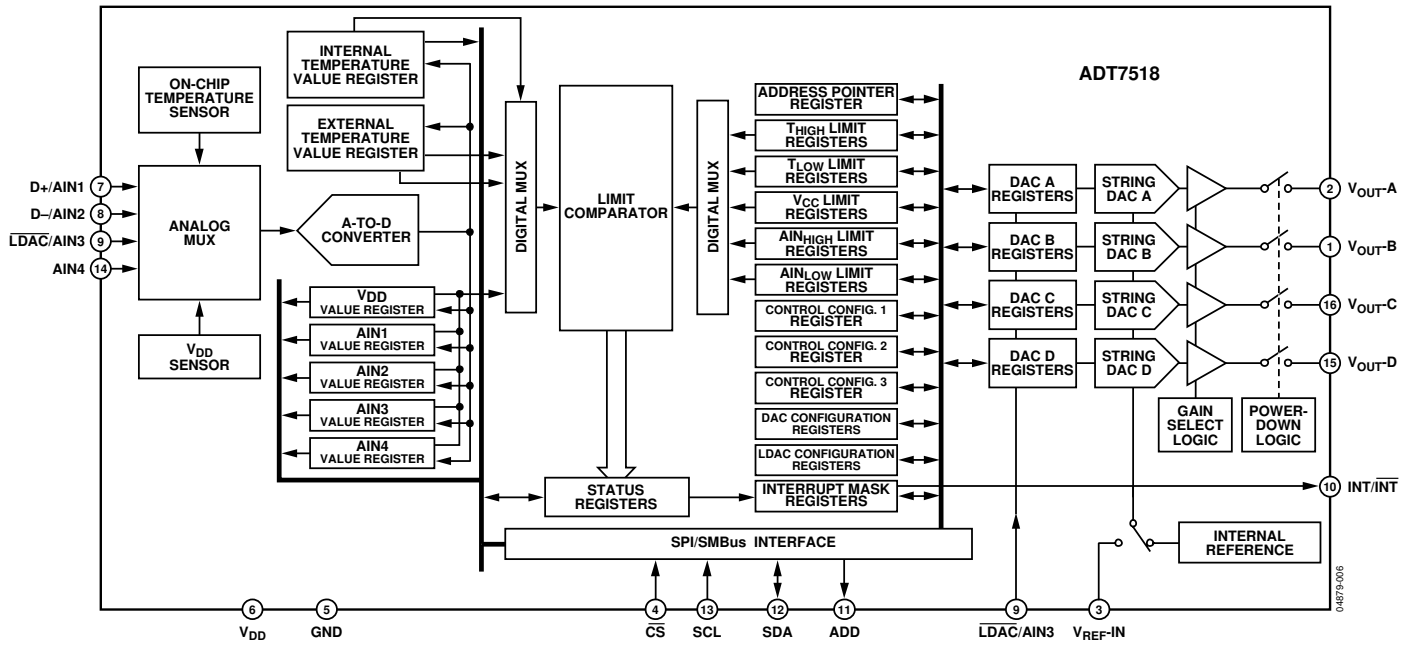 ADT7518
INTERNAL
TEMPERATURE
VALUE REGISTER
ON-CHIP
TEMPERATURE
SENSOR
EXTERNAL
TEMPERATURE
VALUE REGISTER
D+/AIN1
7
D–/AIN2
8
L̅D̅A̅C̅/AIN3
9
AIN4
14
ANALOG
MUX
A-TO-D
CONVERTER
VDD
SENSOR
VDD
VALUE REGISTER
AIN1
VALUE REGISTER
AIN2
VALUE REGISTER
AIN3
VALUE REGISTER
AIN4
VALUE REGISTER
DIGITAL MUX
LIMIT
COMPARATOR
DIGITAL MUX
ADDRESS POINTER
REGISTER
THIGH LIMIT
REGISTERS
TLOW LIMIT
REGISTERS
VCC LIMIT
REGISTERS
AINHIGH LIMIT
REGISTERS
AINLOW LIMIT
REGISTERS
CONTROL CONFIG. 1
REGISTER
CONTROL CONFIG. 2
REGISTER
CONTROL CONFIG. 3
REGISTER
DAC CONFIGURATION
REGISTERS
LDAC CONFIGURATION
REGISTERS
INTERRUPT MASK
REGISTERS
STATUS
REGISTERS
SPI/SMBus INTERFACE
DAC A
REGISTERS
STRING
DAC A
2
VOUT-A
DAC B
REGISTERS
STRING
DAC B
1
VOUT-B
DAC C
REGISTERS
STRING
DAC C
16
VOUT-C
DAC D
REGISTERS
STRING
DAC D
15
VOUT-D
GAIN
SELECT
LOGIC
POWER-
DOWN
LOGIC
10
INT/I̅N̅T̅
INTERNAL
REFERENCE
6
VDD
5
GND
4
C̅S̅
13
SCL
12
SDA
11
ADD
9
L̅D̅A̅C̅/AIN3
3
VREF-IN
04879-006